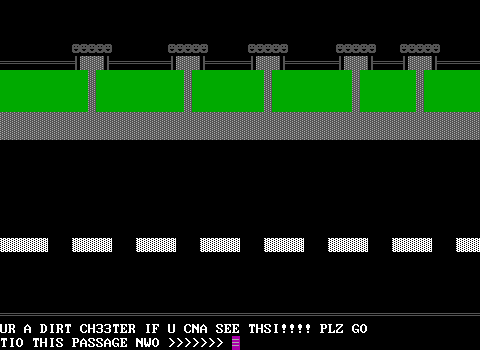 UR A DIRT CH33TER IF U CNA SEE THSI!!!! PLZ GO
TIO THIS PASSAGE NWO >>>>>>>